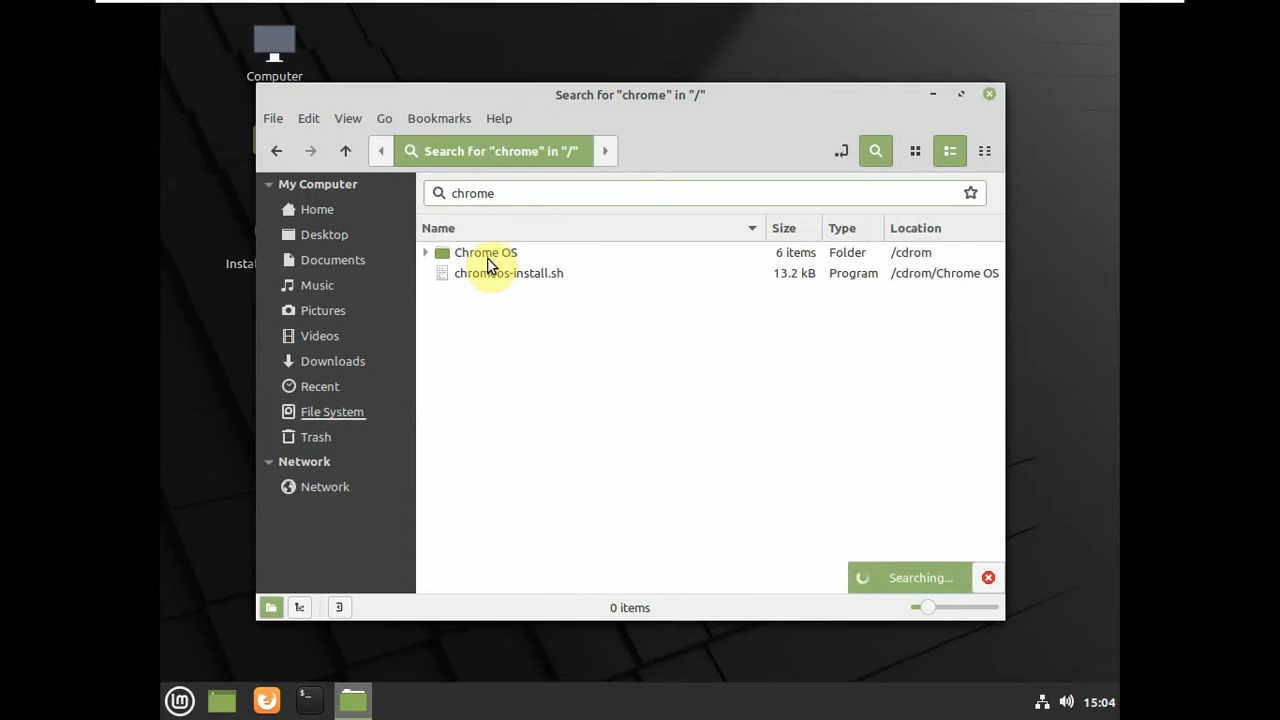 Computer
Search for "chrome" in "/"
File Edit View Go Bookmarks Help
Search for "chrome" in "/"
My Computer
Home
Desktop
Documents
Music
Pictures
Videos
Downloads
Recent
File System
Trash
Network
Network
chrome
Name Size Type Location
Chrome OS 6 items Folder /cdrom
chromeos-install.sh 13.2 kB Program /cdrom/Chrome OS
Instal
Searching...
0 items
15:04